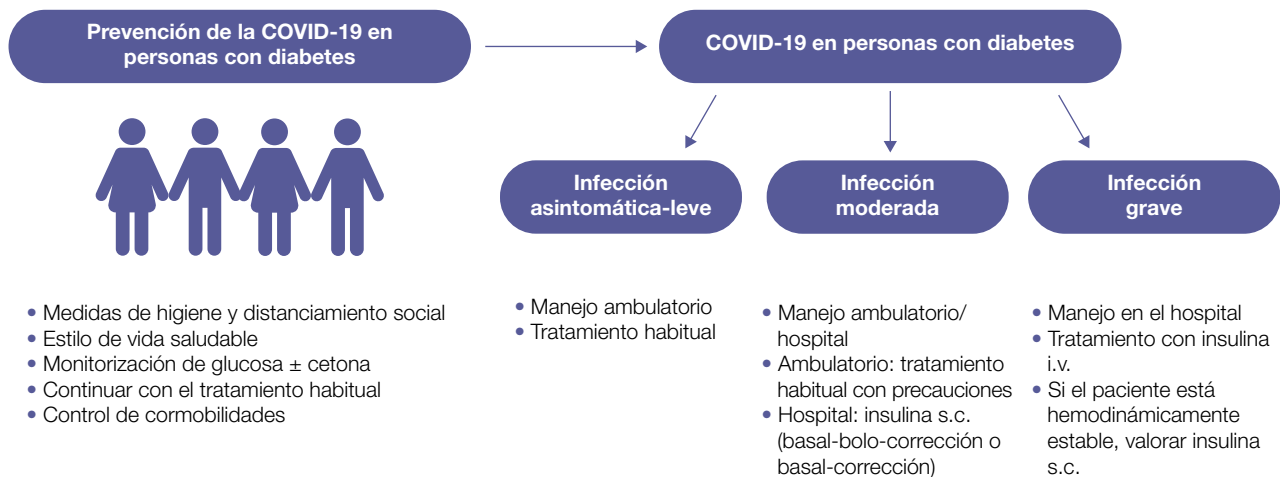 Prevención de la COVID-19 en
personas con diabetes
COVID-19 en personas con diabetes
Infección
asintomática-leve
Infección
moderada
Infección
grave
• Medidas de higiene y distanciamiento social
• Estilo de vida saludable
• Monitorización de glucosa ± cetona
• Continuar con el tratamiento habitual
• Control de cormobilidades
• Manejo ambulatorio
• Tratamiento habitual
• Manejo ambulatorio/
hospital
• Ambulatorio: tratamiento
habitual con precauciones
• Hospital: insulina s.c.
(basal-bolo-corrección o
basal-corrección)
• Manejo en el hospital
• Tratamiento con insulina
i.v.
• Si el paciente está
hemodinámicamente
estable, valorar insulina
s.c.